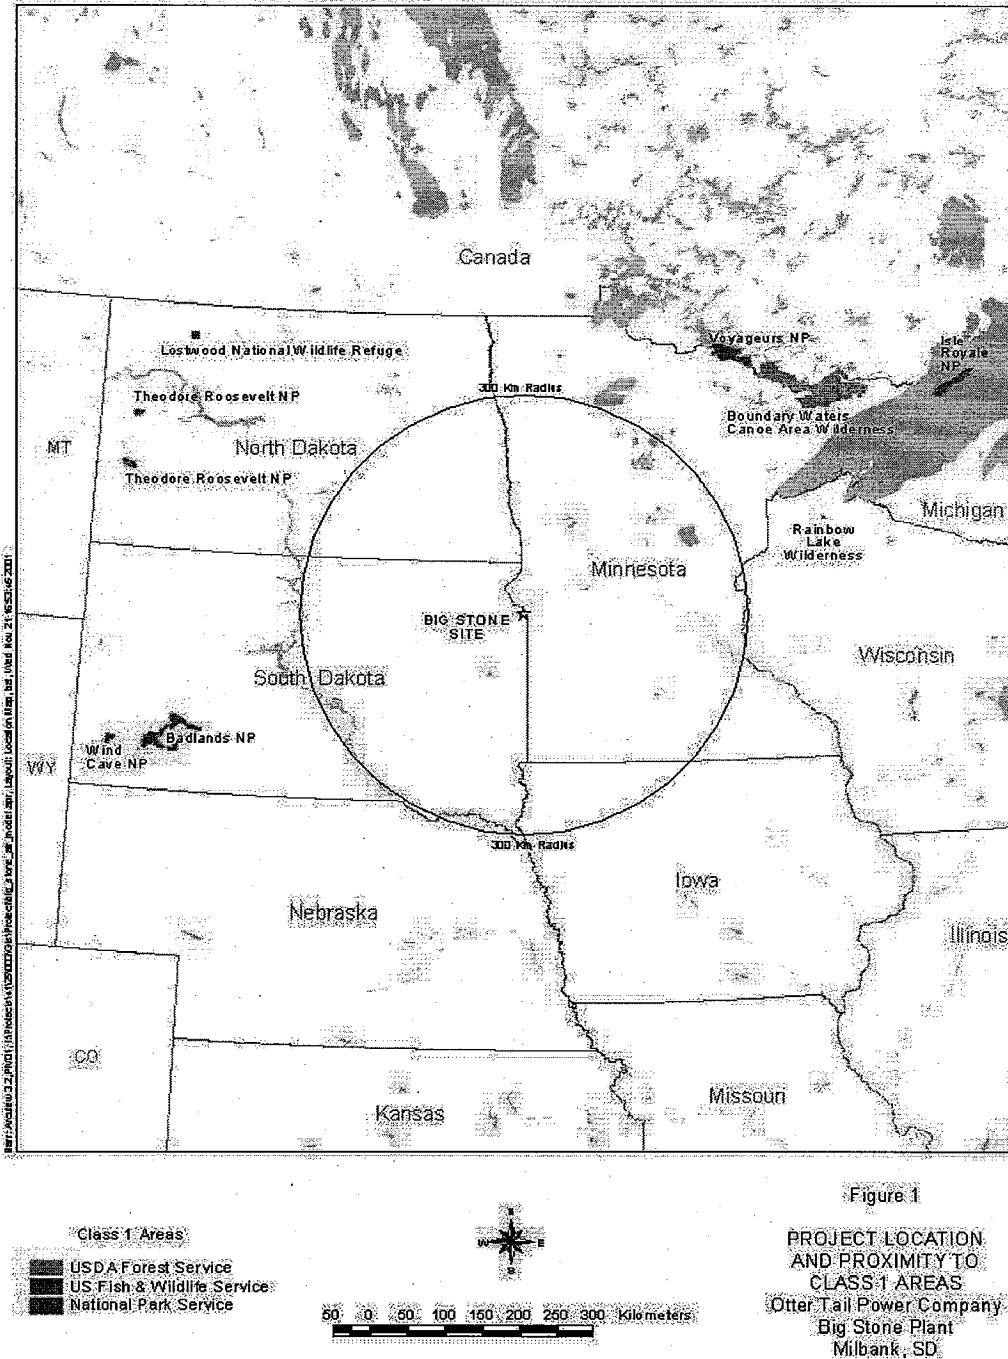 Canada
Voyageurs NP
Isle
Royale
NP
Lostwood National Wildlife Refuge
300 Km Radius
Theodore Roosevelt NP
Boundary Waters
Canoe Area Wilderness
MT
North Dakota
Theodore Roosevelt NP
Michigan
Rainbow
Lake
Wilderness
Minnesota
BIG STONE
SITE
Wisconsin
South Dakota
Badlands NP
Wind
Cave NP
WY
300 Km Radius
Iowa
Nebraska
Illinois
CO
Missouri
Kansas
Figure 1
Class 1 Areas
USDA Forest Service
US Fish & Wildlife Service
National Park Service
W E
S
50 0 50 100 150 200 250 300 Kilometers
PROJECT LOCATION
AND PROXIMITY TO
CLASS 1 AREAS
Otter Tail Power Company
Big Stone Plant
Milbank, SD